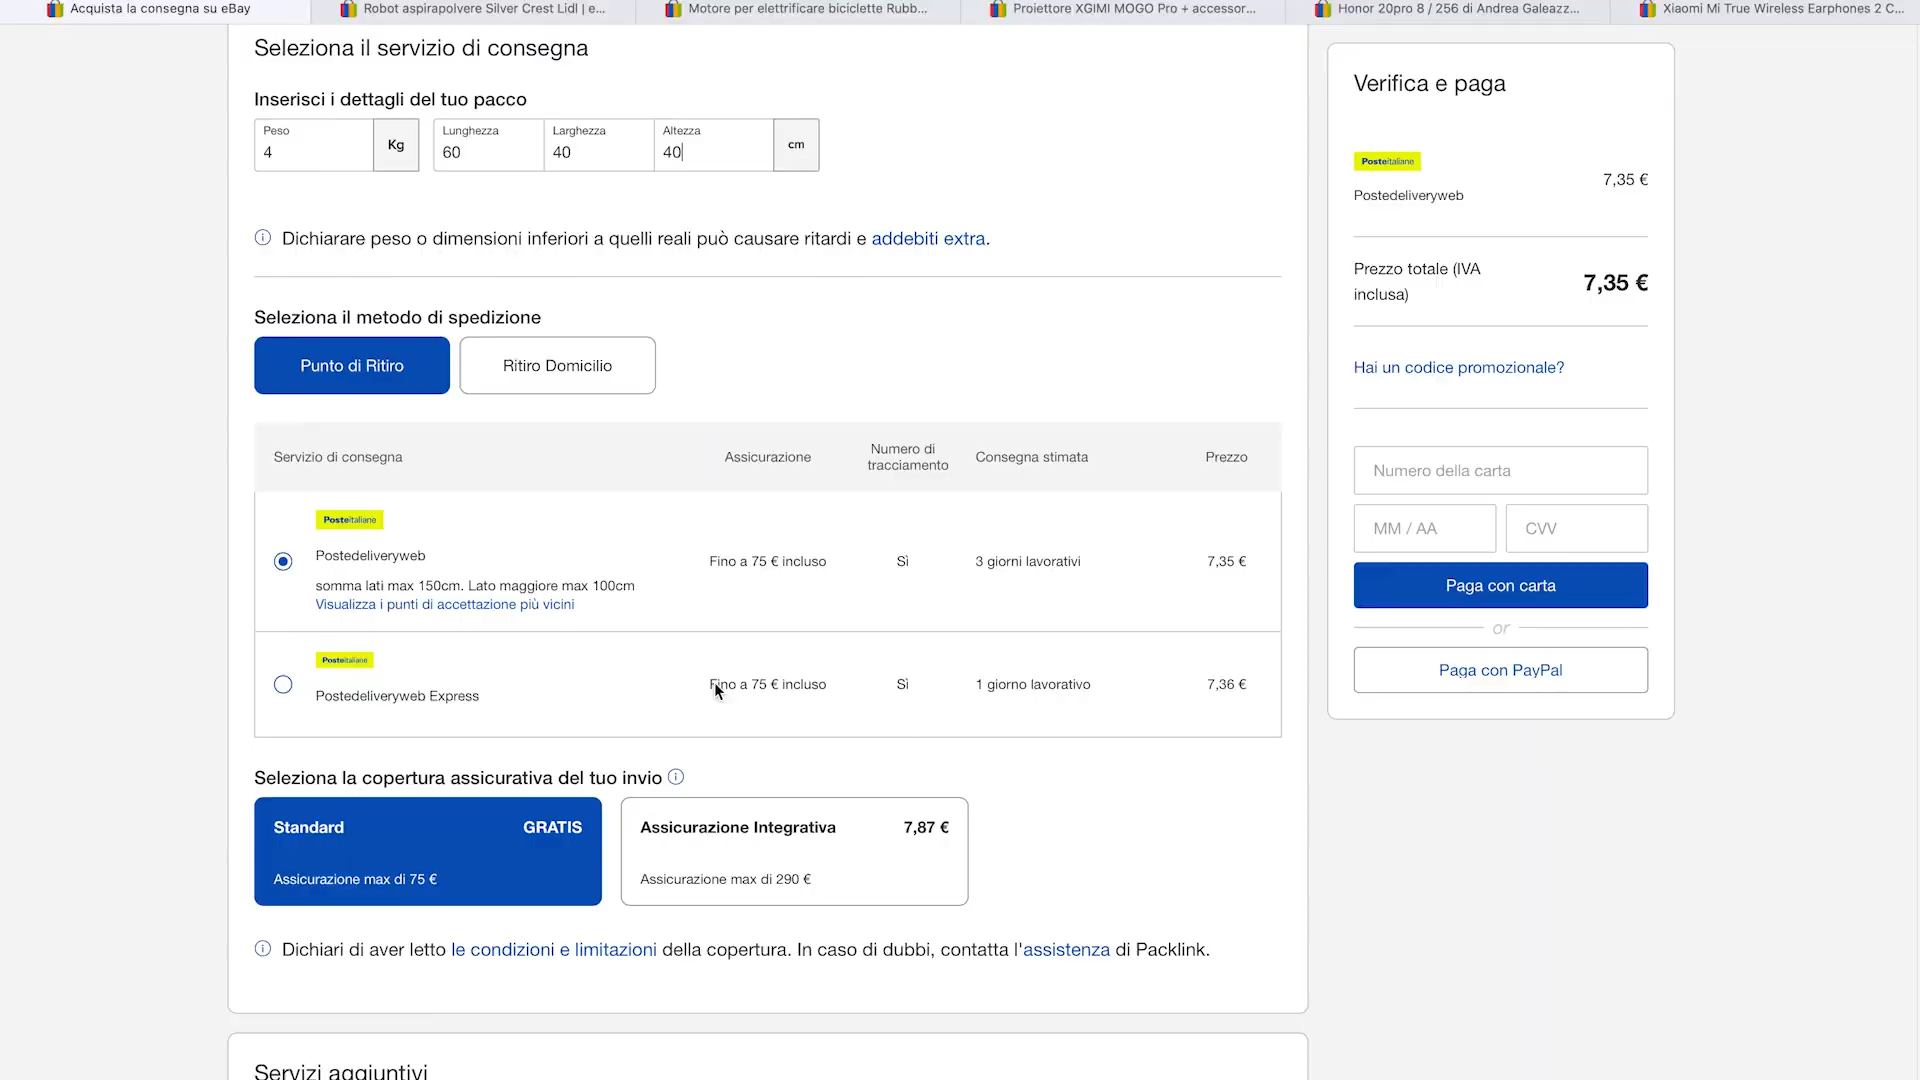 Acquista la consegna su eBay
Robot aspirapolvere Silver Crest Lidl | e...
Motore per elettrificare biciclette Rubb...
Proiettore XGIMI MOGO Pro + accessor...
Honor 20pro 8 / 256 di Andrea Galeazz...
Xiaomi Mi True Wireless Earphones 2 C...
Seleziona il servizio di consegna
Inserisci i dettagli del tuo pacco
Peso
4
Kg
Lunghezza
60
Larghezza
40
Altezza
40
cm
Dichiarare peso o dimensioni inferiori a quelli reali può causare ritardi e addebiti extra.
Seleziona il metodo di spedizione
Punto di Ritiro
Ritiro Domicilio
Servizio di consegna
Assicurazione
Numero di
tracciamento
Consegna stimata
Prezzo
Posteitaliane
Postedeliveryweb
somma lati max 150cm. Lato maggiore max 100cm
Visualizza i punti di accettazione più vicini
Fino a 75 € incluso
Sì
3 giorni lavorativi
7,35 €
Posteitaliane
Postedeliveryweb Express
Fino a 75 € incluso
Sì
1 giorno lavorativo
7,36 €
Seleziona la copertura assicurativa del tuo invio
Standard
GRATIS
Assicurazione max di 75 €
Assicurazione Integrativa
7,87 €
Assicurazione max di 290 €
Dichiari di aver letto le condizioni e limitazioni della copertura. In caso di dubbi, contatta l'assistenza di Packlink.
Servizi aggiuntivi
Verifica e paga
Posteitaliane
Postedeliveryweb
7,35 €
Prezzo totale (IVA
inclusa)
7,35 €
Hai un codice promozionale?
Numero della carta
MM / AA
CVV
Paga con carta
or
Paga con PayPal